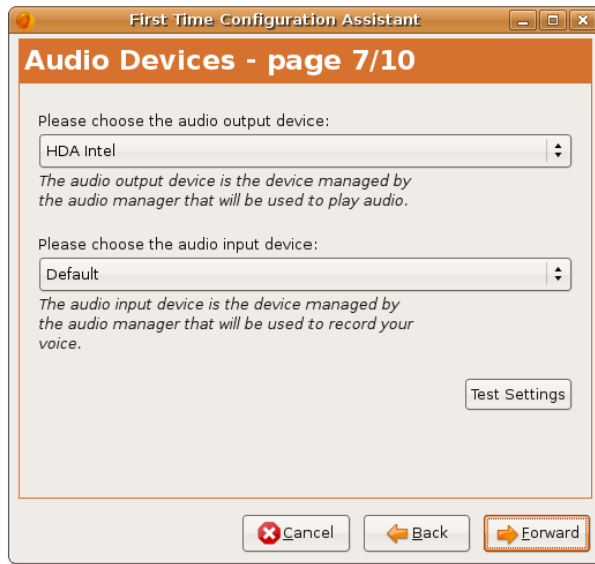 First Time Configuration Assistant
Audio Devices - page 7/10
Please choose the audio output device:
HDA Intel
The audio output device is the device managed by
the audio manager that will be used to play audio.
Please choose the audio input device:
Default
The audio input device is the device managed by
the audio manager that will be used to record your
voice.
Test Settings
Cancel
Back
Forward